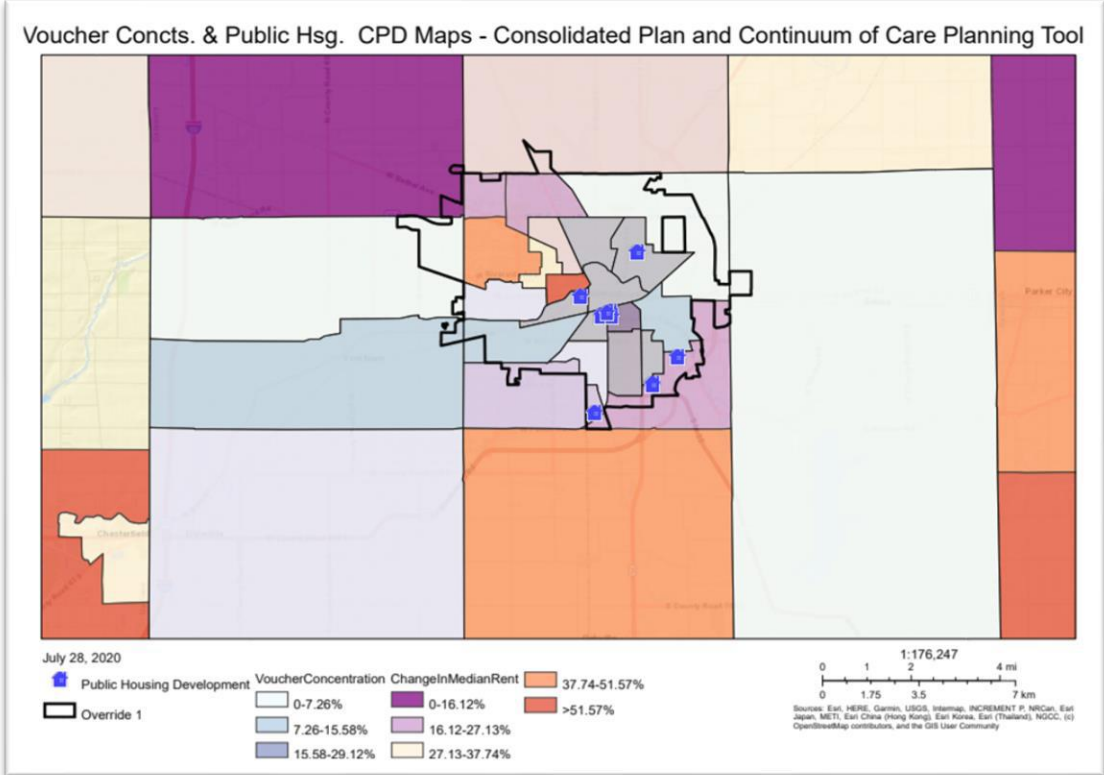 Voucher Concts. & Public Hsg. CPD Maps - Consolidated Plan and Continuum of Care Planning Tool
Parker City
Chesterfield
July 28, 2020
Public Housing Development
Override 1
VoucherConcentration
0-7.26%
7.26-15.58%
15.58-29.12%
ChangeInMedianRent
0-16.12%
16.12-27.13%
27.13-37.74%
37.74-51.57%
>51.57%
1:176,247
0 1 2 4 mi
0 1.75 3.5 7 km
Sources: Esri, HERE, Garmin, USGS, Intermap, INCREMENT P, NRCan, Esri
Japan, METI, Esri China (Hong Kong), Esri Korea, Esri (Thailand), NGCC, (c)
OpenStreetMap contributors, and the GIS User Community